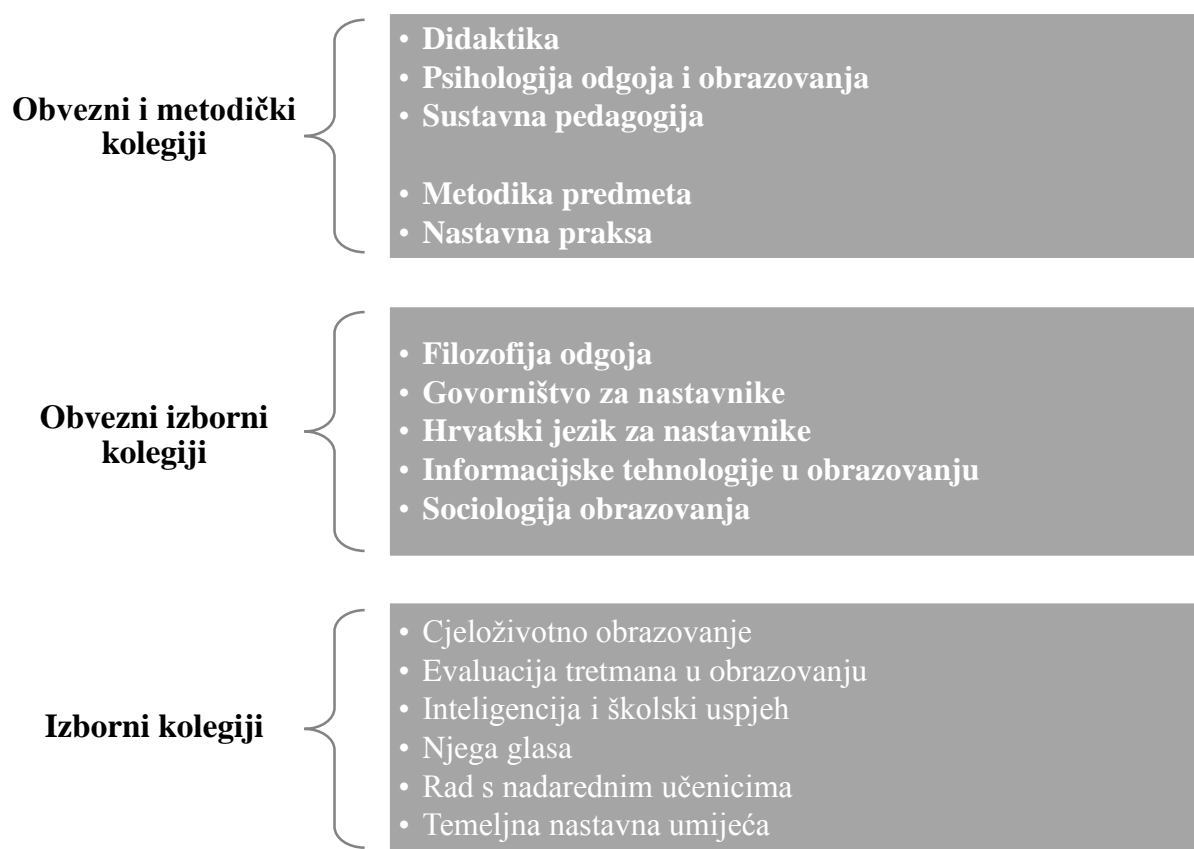 Obvezni i metodički
kolegiji
• Didaktika
• Psihologija odgoja i obrazovanja
• Sustavna pedagogija
• Metodika predmeta
• Nastavna praksa
Obvezni izborni
kolegiji
• Filozofija odgoja
• Govorništvo za nastavnike
• Hrvatski jezik za nastavnike
• Informacijske tehnologije u obrazovanju
• Sociologija obrazovanja
Izborni kolegiji
• Cjeloživotno obrazovanje
• Evaluacija tretmana u obrazovanju
• Inteligencija i školski uspjeh
• Njega glasa
• Rad s nadarednim učenicima
• Temeljna nastavna umijeća